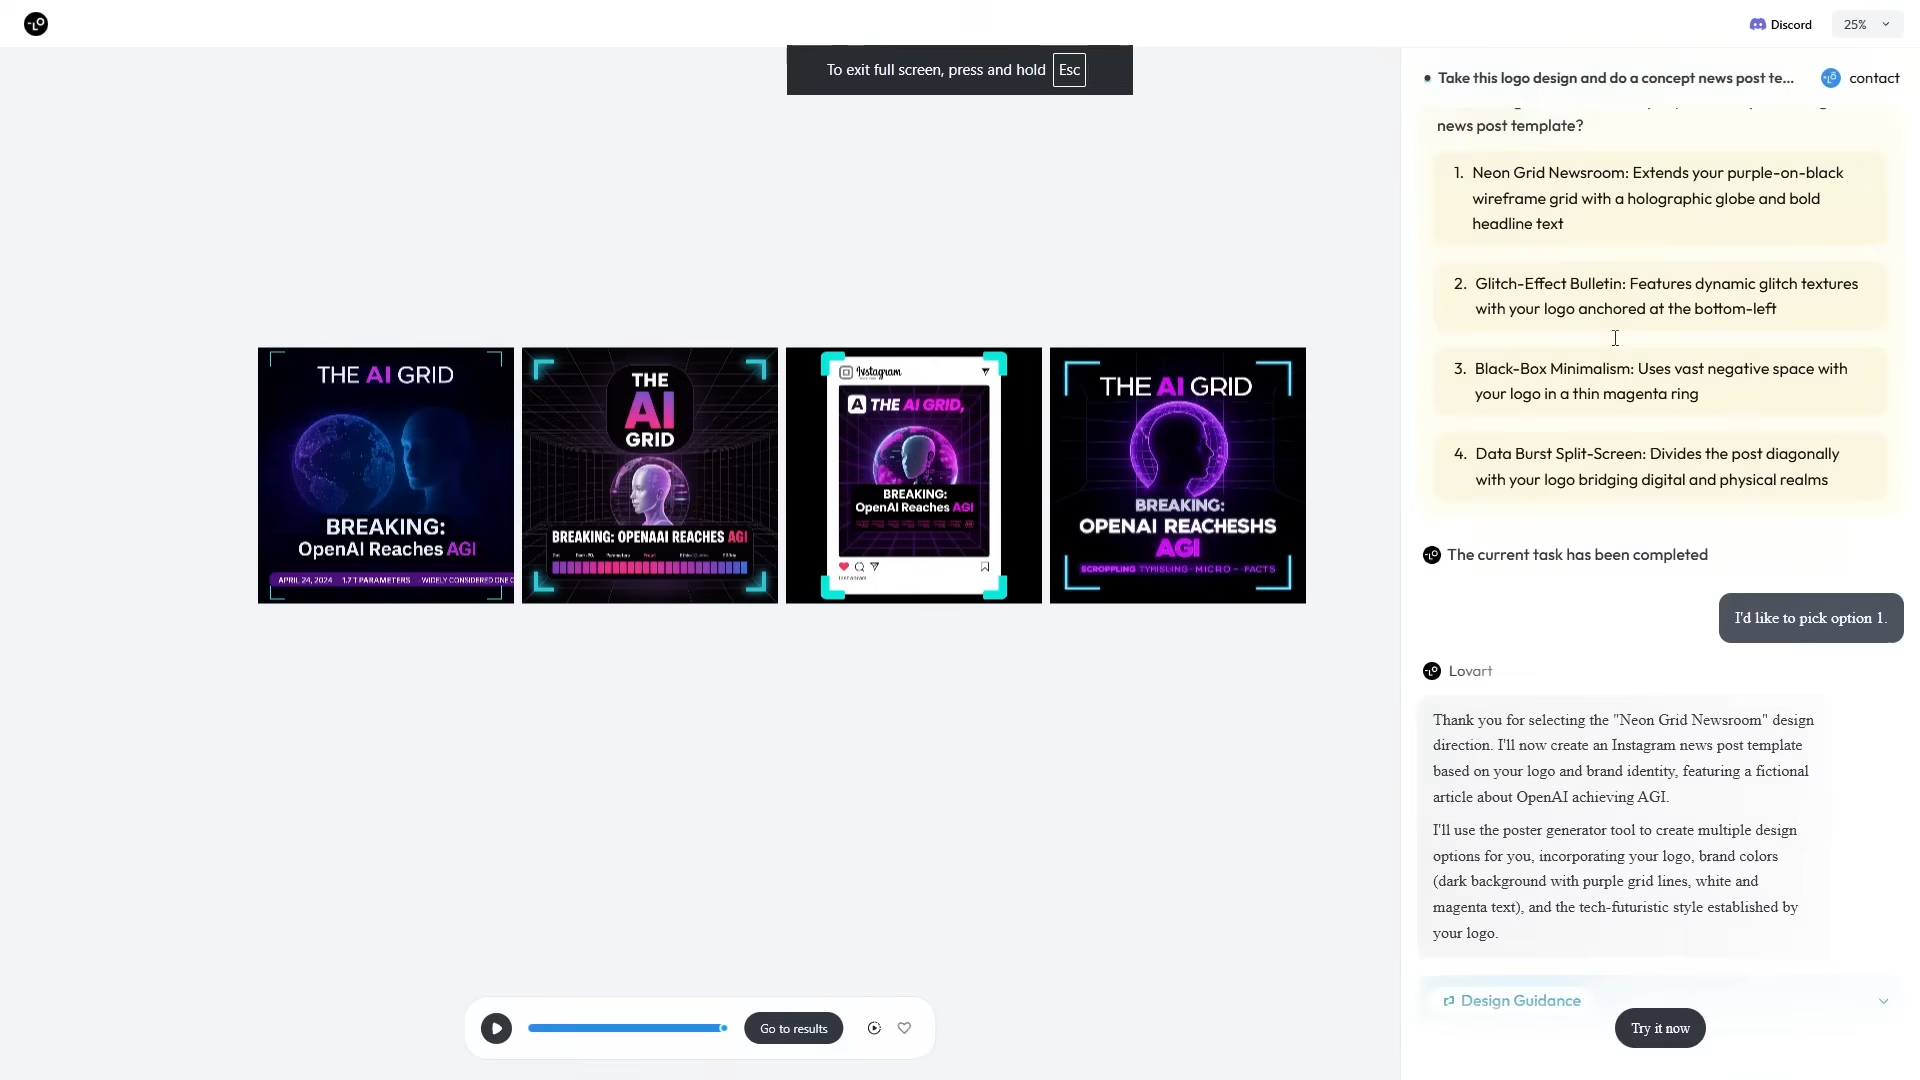 Discord
25%
To exit full screen, press and hold Esc
Take this logo design and do a concept news post te...
contact
news post template?
1. Neon Grid Newsroom: Extends your purple-on-black
wireframe grid with a holographic globe and bold
headline text
2. Glitch-Effect Bulletin: Features dynamic glitch textures
with your logo anchored at the bottom-left
3. Black-Box Minimalism: Uses vast negative space with
your logo in a thin magenta ring
4. Data Burst Split-Screen: Divides the post diagonally
with your logo bridging digital and physical realms
The current task has been completed
I'd like to pick option 1.
Lovart
Thank you for selecting the "Neon Grid Newsroom" design
direction. I'll now create an Instagram news post template
based on your logo and brand identity, featuring a fictional
article about OpenAI achieving AGI.
I'll use the poster generator tool to create multiple design
options for you, incorporating your logo, brand colors
(dark background with purple grid lines, white and
magenta text), and the tech-futuristic style established by
your logo.
Design Guidance
Try it now
THE AI GRID
BREAKING:
OpenAI Reaches AGI
APRIL 24, 2024 1.7 T PARAMETERS WIDELY CONSIDERED ONE
THE
AI
GRID
BREAKING: OPENAAI REACHES AGI
Instagram
A THE AI GRID,
BREAKING:
OpenAI Reaches AGI
THE AI GRID
BREAKING:
OPENAI REACHESHS
AGI
SCROPPLING TYPISLING · MICRO – · FACTS
Go to results